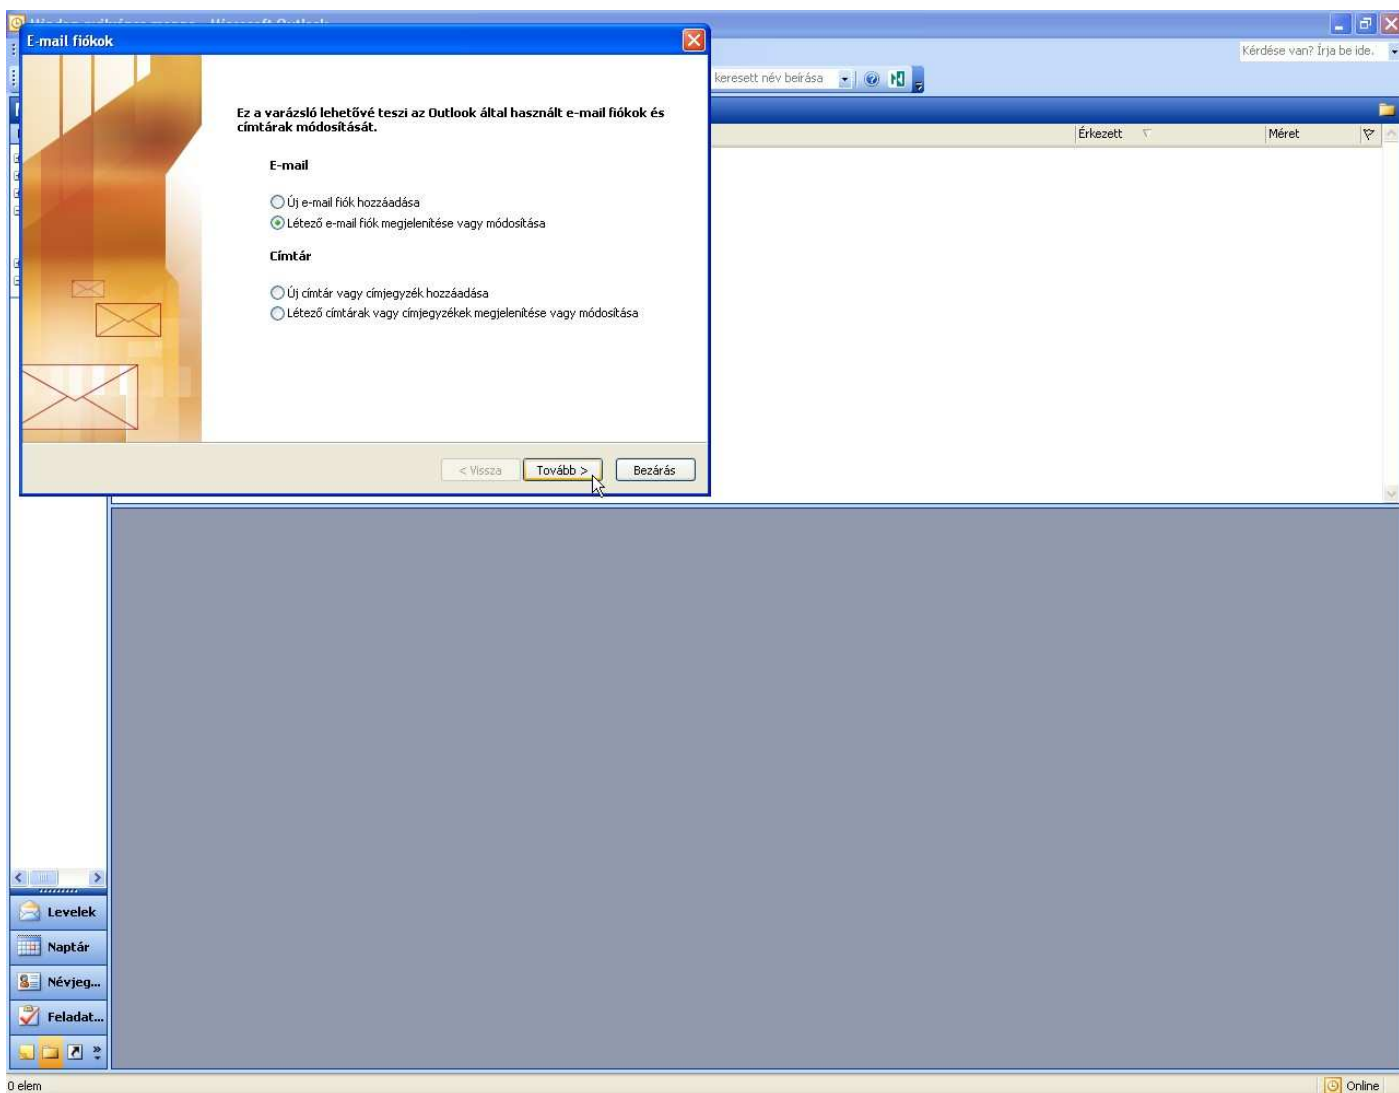 Microsoft Outlook
E-mail fiókok
Kérdése van? Írja be ide.
keresett név beírása
Ez a varázsló lehetővé teszi az Outlook által használt e-mail fiókok és
címtárak módosítását.
Érkezett
Méret
E-mail
Új e-mail fiók hozzáadása
Létező e-mail fiók megjelenítése vagy módosítása
Címtár
Új címtár vagy címjegyzék hozzáadása
Létező címtárak vagy címjegyzékek megjelenítése vagy módosítása
< Vissza
Tovább >
Bezárás
Levelek
Naptár
Névjeg...
Feladat...
0 elem
Online